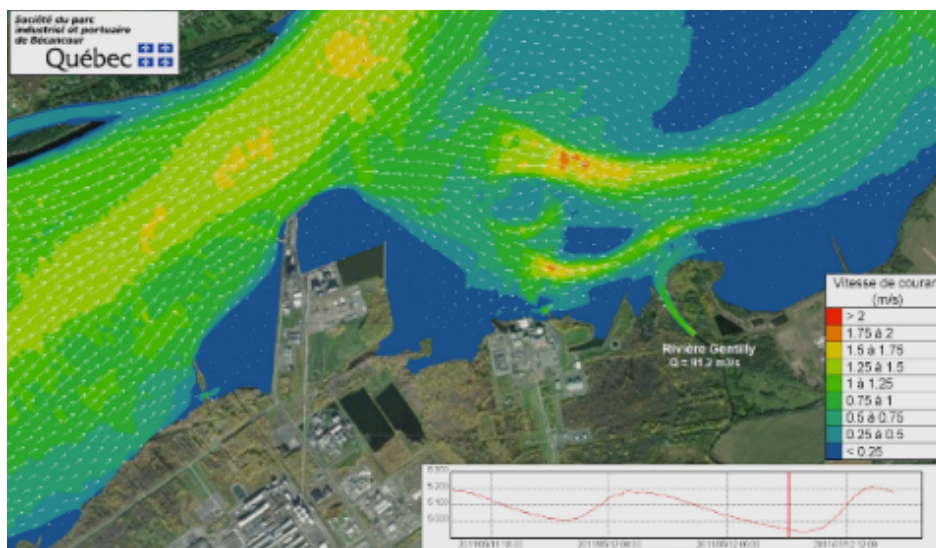 Société du parc
industriel et portuaire
de Bécancour
Québec
Vitesse de couran
(m/s)
> 2
1.75 à 2
1.5 à 1.75
1.25 à 1.5
1 à 1.25
0.75 à 1
0.5 à 0.75
0.25 à 0.5
< 0.25
Rivière Gentilly
Q = 91.2 m3/s